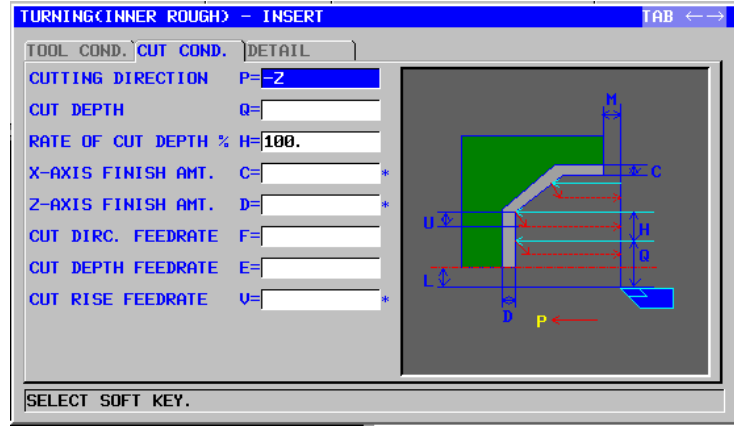 TURNING(INNER ROUGH) - INSERT TAB ←→
TOOL COND. CUT COND. DETAIL
CUTTING DIRECTION P=-Z
CUT DEPTH Q=
RATE OF CUT DEPTH % H=100.
X-AXIS FINISH AMT. C= *
Z-AXIS FINISH AMT. D= *
CUT DIRC. FEEDRATE F=
CUT DEPTH FEEDRATE E=
CUT RISE FEEDRATE V= *
M
C
U
H
Q
L
D
P
SELECT SOFT KEY.